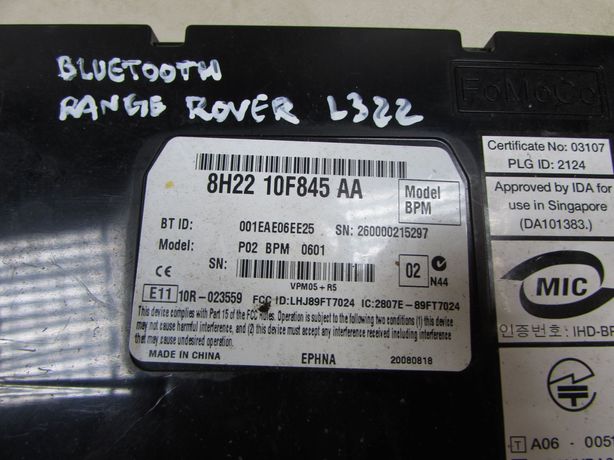 BLUETOOTH
RANGE ROVER L322
FoMoCo
8H22 10F845 AA
Model
BPM
BT ID: 001EAE06EE25 SN: 260000215297
Model: P02 BPM 0601
SN:
VPM05+R5
02
N44
CE
E11 10R-023559 FCC ID:LHJ89FT7024 IC:2807E-89FT7024
This device complies with Part 15 of the FCC Rules. Operation is subject to the following two conditions (1) this device
may cause harmful interference, and (2) this device must accept any interference received including interference
that may cause undesired operation.
MADE IN CHINA EPHNA 20080818
Certificate No: 03107
PLG ID: 2124
Approved by IDA for
use in Singapore
(DA101383.)
MIC
인증번호: IHD-BP
T A06 - 0051